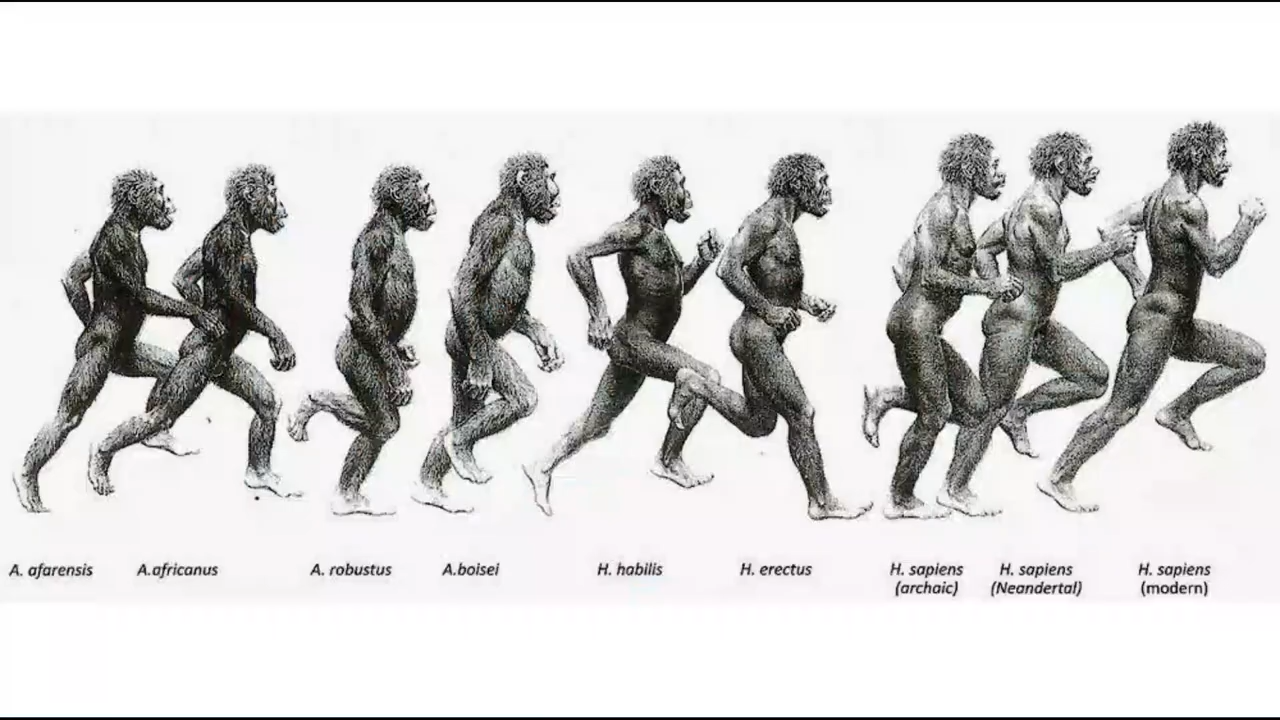 A. afarensis
A.africanus
A. robustus
A.boisei
H. habilis
H. erectus
H. sapiens
(archaic)
H. sapiens
(Neandertal)
H. sapiens
(modern)